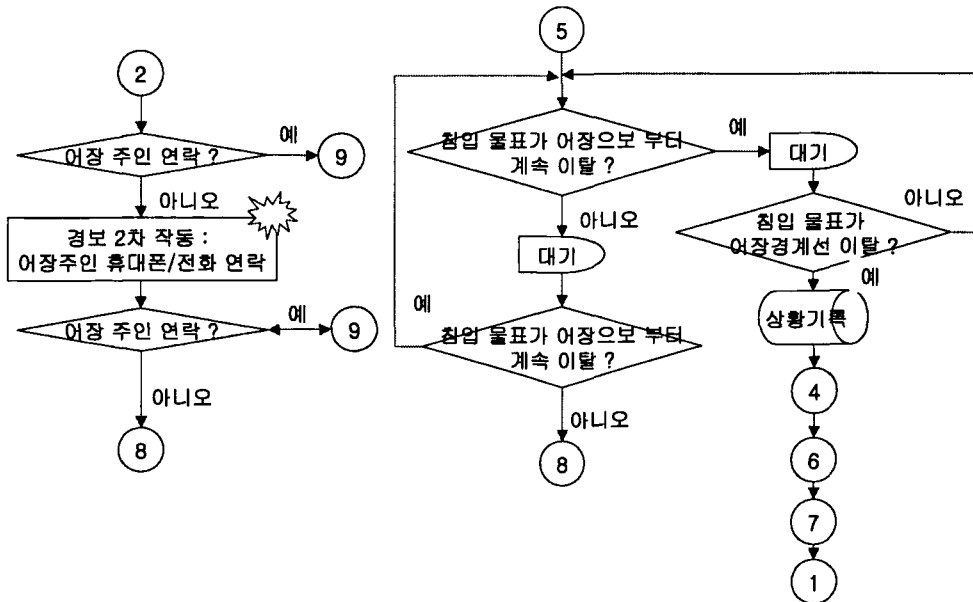 2
어장 주인 연락 ?
예
9
아니오
경보 2차 작동 :
어장주인 휴대폰/전화 연락
어장 주인 연락 ?
예
9
아니오
8
5
침입 물표가 어장으보 부터
계속 이탈 ?
예
대기
아니오
대기
침입 물표가 어장으보 부터
계속 이탈 ?
예
아니오
8
침입 물표가
어장경계선 이탈 ?
아니오
예
상황기록
4
6
7
1